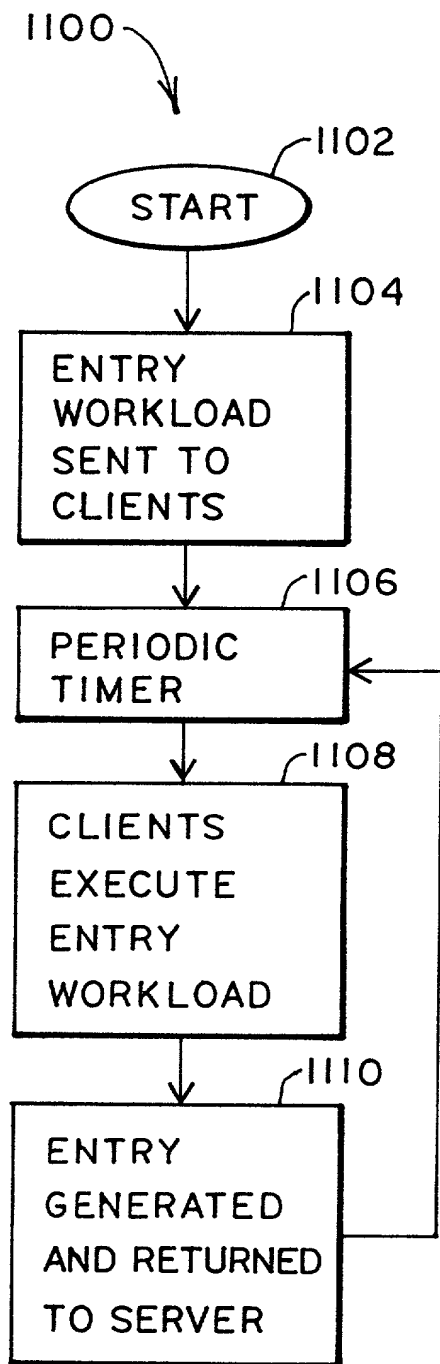 1100
1102
START
1104
ENTRY
WORKLOAD
SENT TO
CLIENTS
1106
PERIODIC
TIMER
1108
CLIENTS
EXECUTE
ENTRY
WORKLOAD
1110
ENTRY
GENERATED
AND RETURNED
TO SERVER